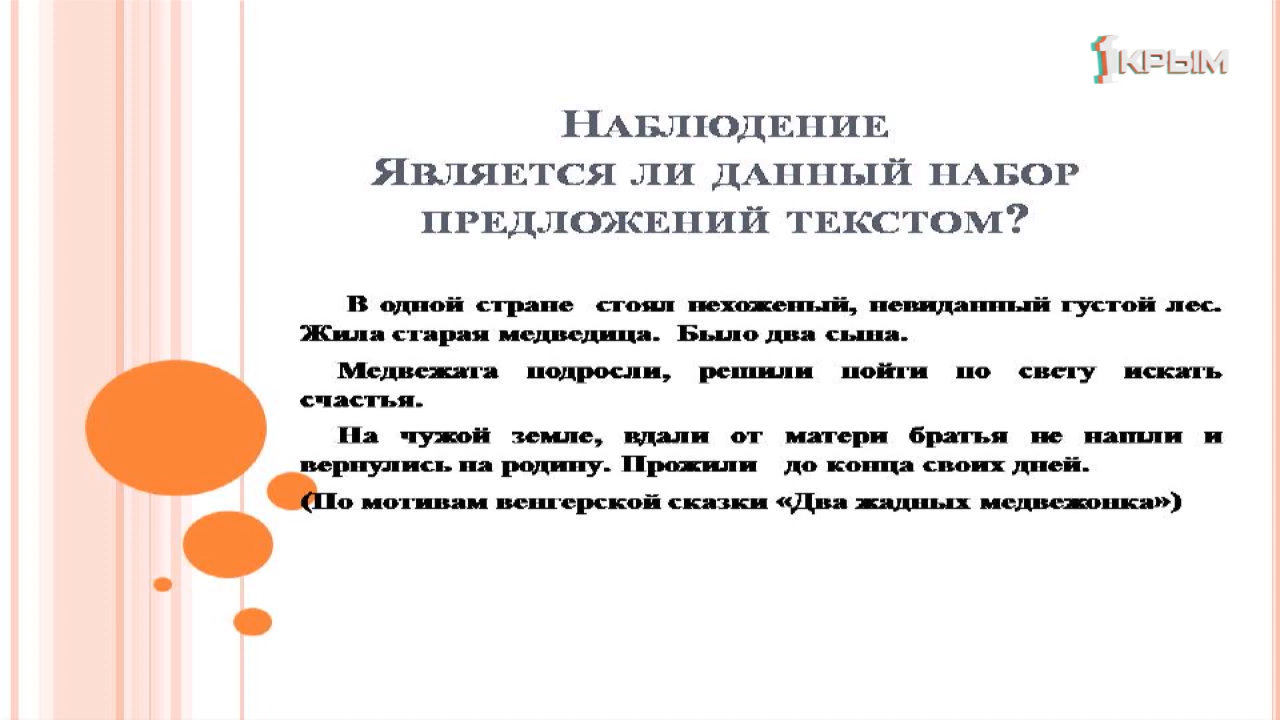 1 КРЫМ
НАБЛЮДЕНИЕ
ЯВЛЯЕТСЯ ЛИ ДАННЫЙ НАБОР
ПРЕДЛОЖЕНИЙ ТЕКСТОМ?
В одной стране стоял нехоженый, невиданный густой лес.
Жила старая медведица. Было два сына.
Медвежата подросли, решили пойти по свету искать
счастья.
На чужой земле, вдали от матери братья не нашли и
вернулись на родину. Прожили до конца своих дней.
(По мотивам венгерской сказки «Два жадных медвежонка»)